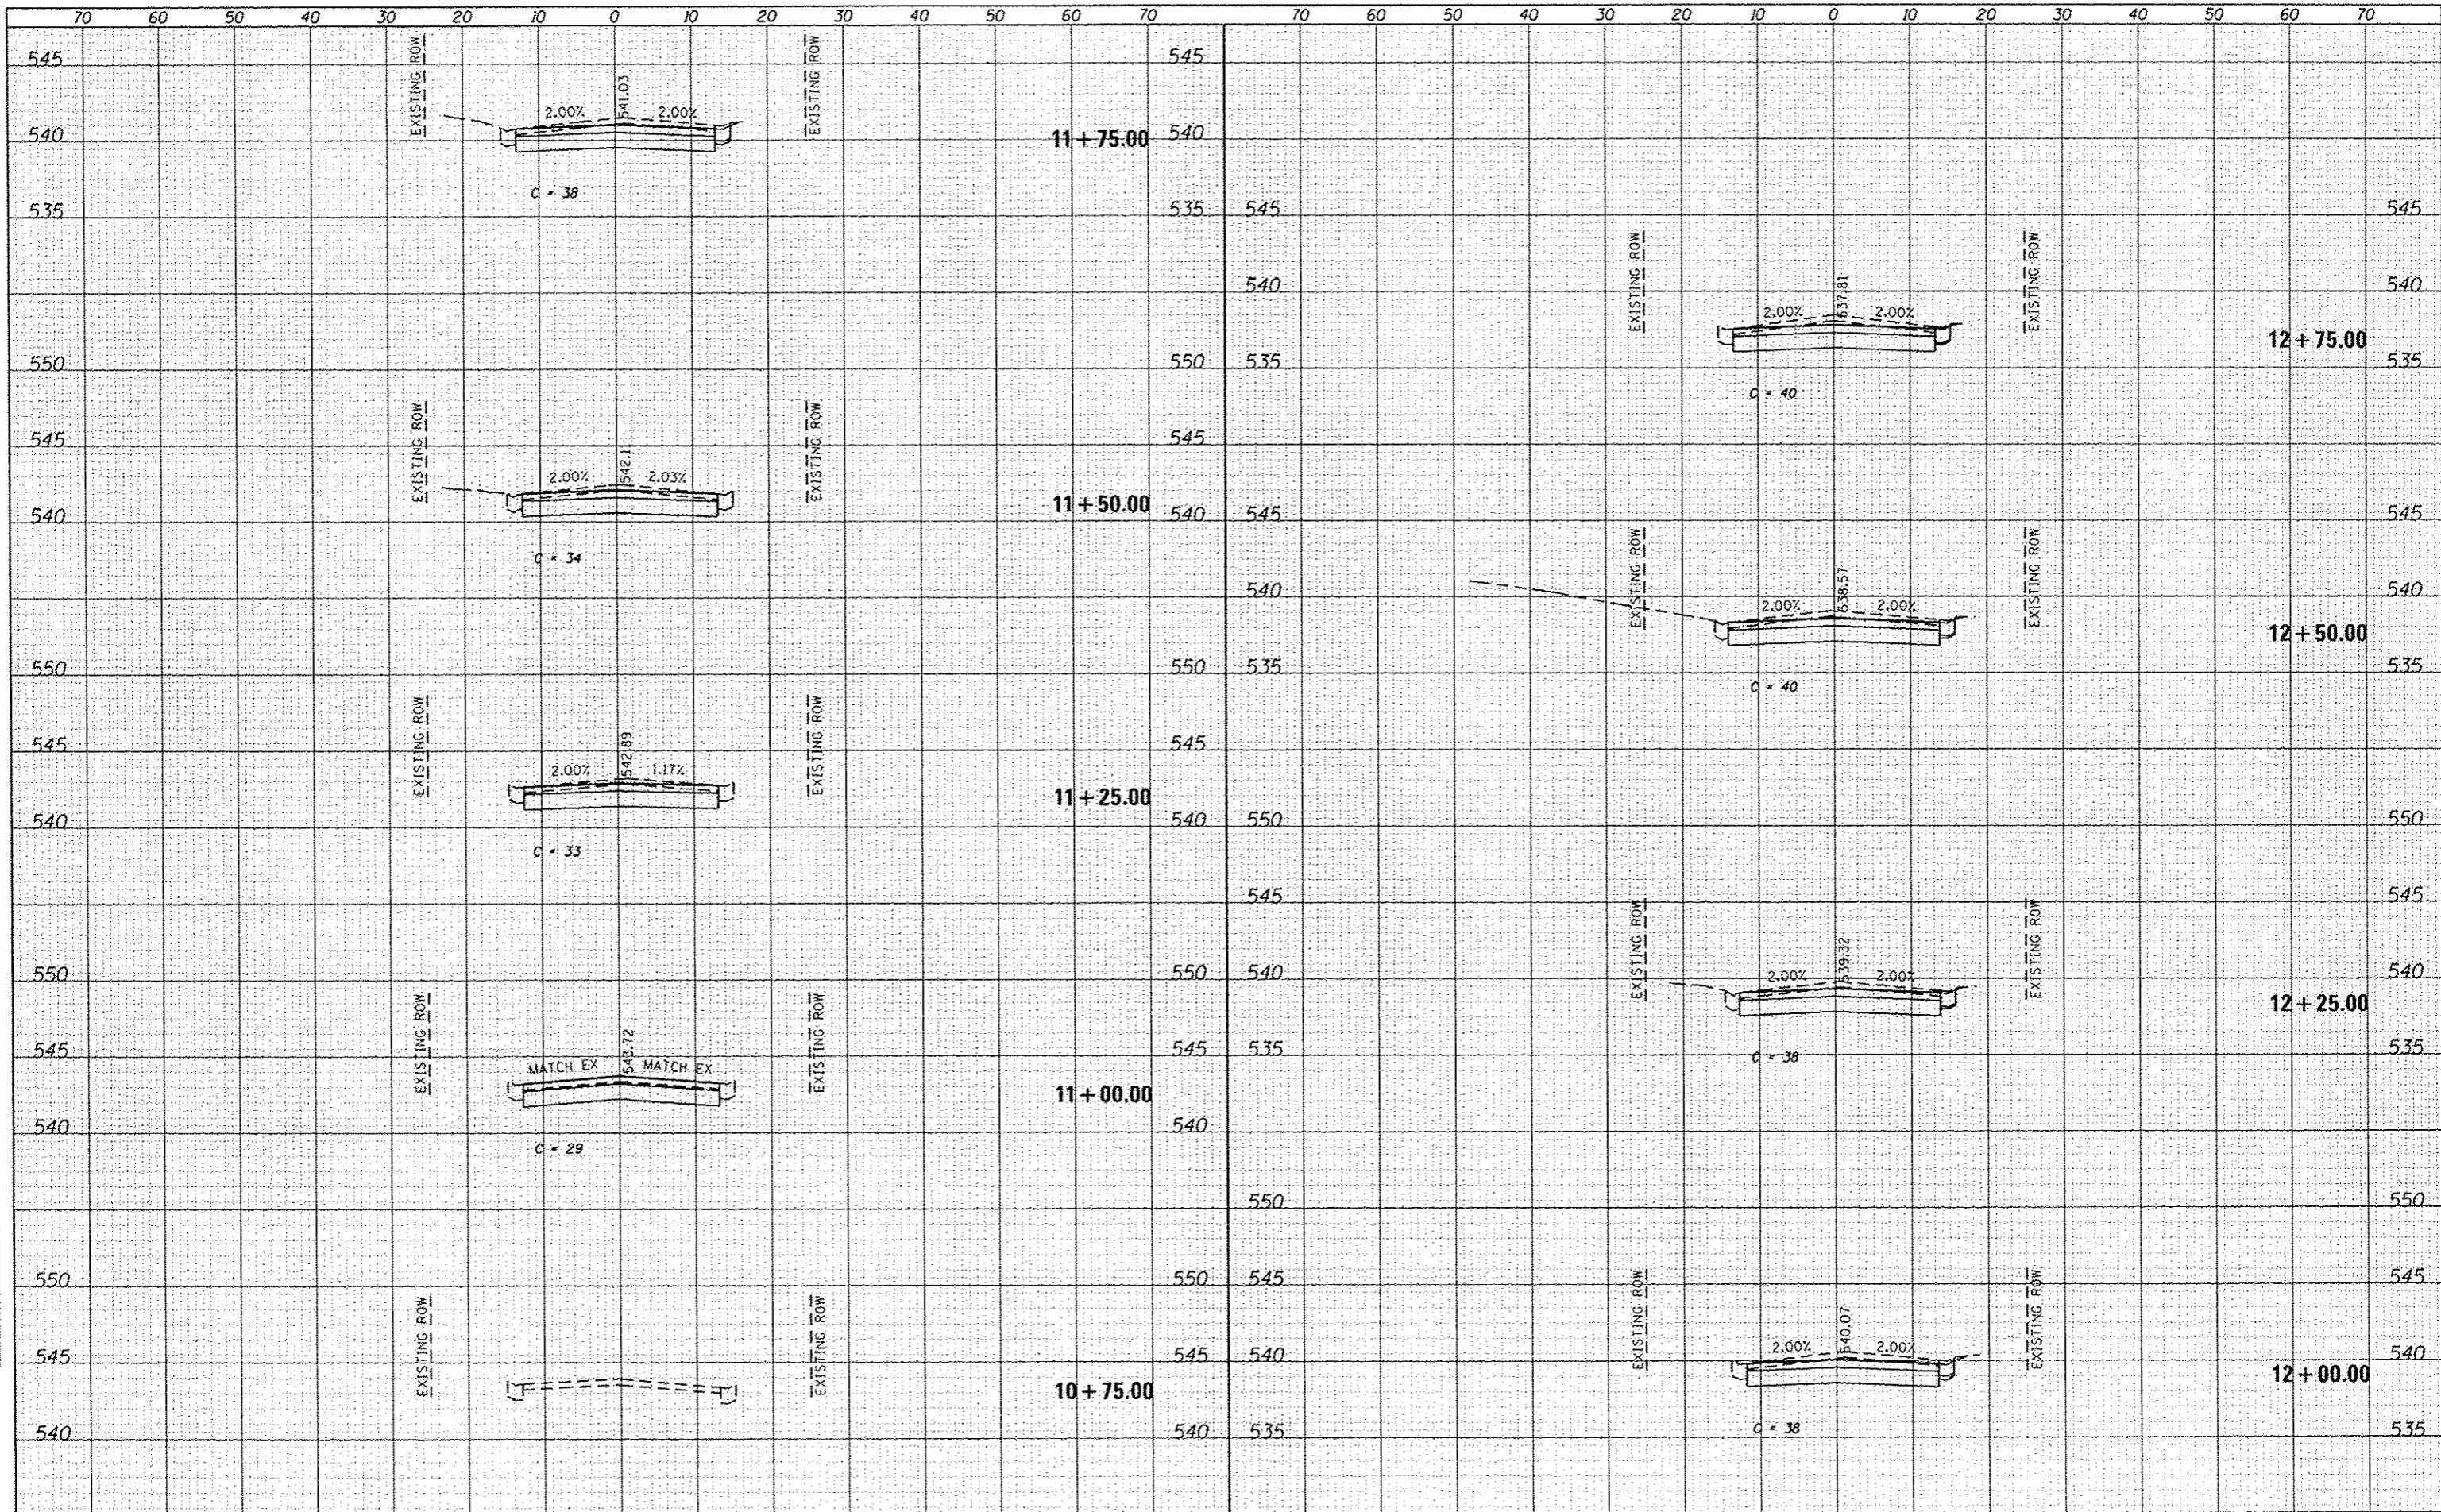 70 60 50 40 30 20 10 0 10 20 30 40 50 60 70
70 60 50 40 30 20 10 0 10 20 30 40 50 60 70
545 545
EXISTING ROW
2.00% 541.03 2.00%
EXISTING ROW
540 11+75.00 540
C = 38
535 535
550 550
EXISTING ROW
545 545
2.00% 542.11 2.03%
EXISTING ROW
11+50.00
540 540
C = 34
550 550
EXISTING ROW
545 545
2.00% 542.89 1.17%
EXISTING ROW
11+25.00
540 540
C = 33
550 550
EXISTING ROW
545 545
MATCH EX 543.72 MATCH EX
EXISTING ROW
11+00.00
540 540
C = 29
550 550
EXISTING ROW
EXISTING ROW
545 545
10+75.00
540 540
545
545 545
EXISTING ROW
540 540
2.00% 537.81 2.00%
EXISTING ROW
12+75.00
535 535
C = 40
545 545
EXISTING ROW
540 540
2.00% 538.57 2.00%
EXISTING ROW
12+50.00
535 535
C = 40
550 550
545 545
EXISTING ROW
540 540
2.00% 539.32 2.00%
EXISTING ROW
12+25.00
535 535
C = 38
550 550
545 545
EXISTING ROW
2.00% 540.07 2.00%
EXISTING ROW
540 540
12+00.00
535 535
C = 38